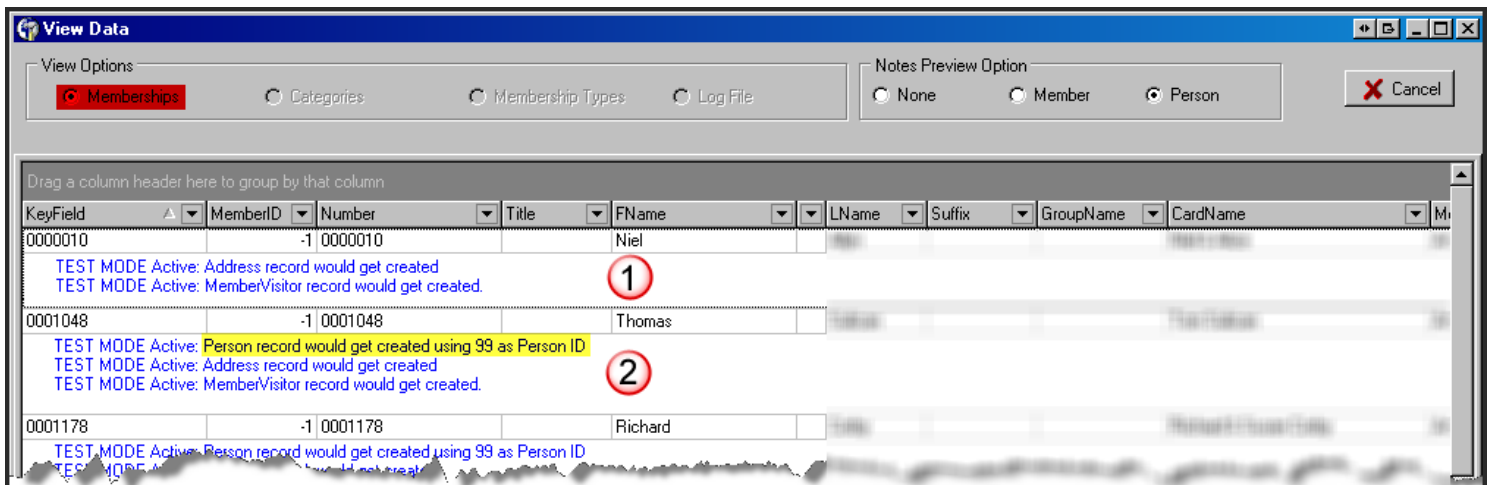 View Data
View Options
Memberships Categories Membership Types Log File
Notes Preview Option
None Member Person
Cancel
Drag a column header here to group by that column
KeyField MemberID Number Title FName LName Suffix GroupName CardName
0000010 -1 0000010 Niel
TEST MODE Active: Address record would get created
TEST MODE Active: MemberVisitor record would get created.
1
0001048 -1 0001048 Thomas
TEST MODE Active: Person record would get created using 99 as Person ID
TEST MODE Active: Address record would get created
TEST MODE Active: MemberVisitor record would get created.
2
0001178 -1 0001178 Richard
TEST MODE Active: Person record would get created using 99 as Person ID